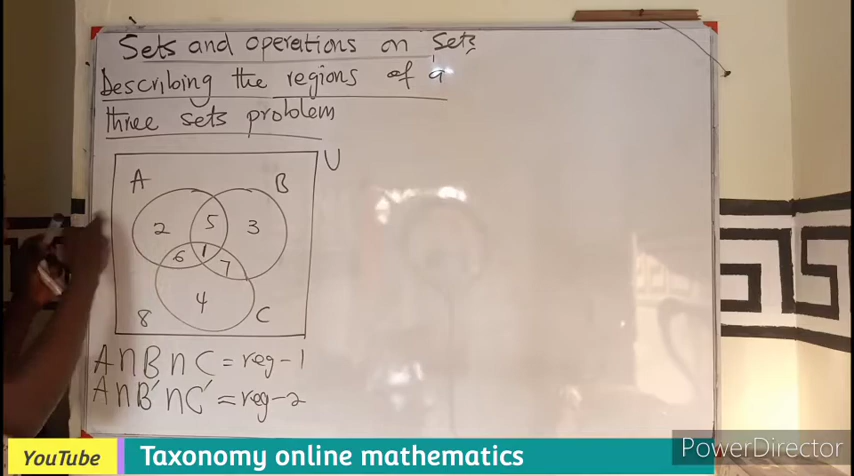 Sets and operations on Sets
Describing the regions of a
three sets problem
U
A
B
2
5
3
6
1
7
4
8
C
A∩B∩C = reg-1
A∩B′∩C′ = reg-2
PowerDirector
YouTube
Taxonomy online mathematics